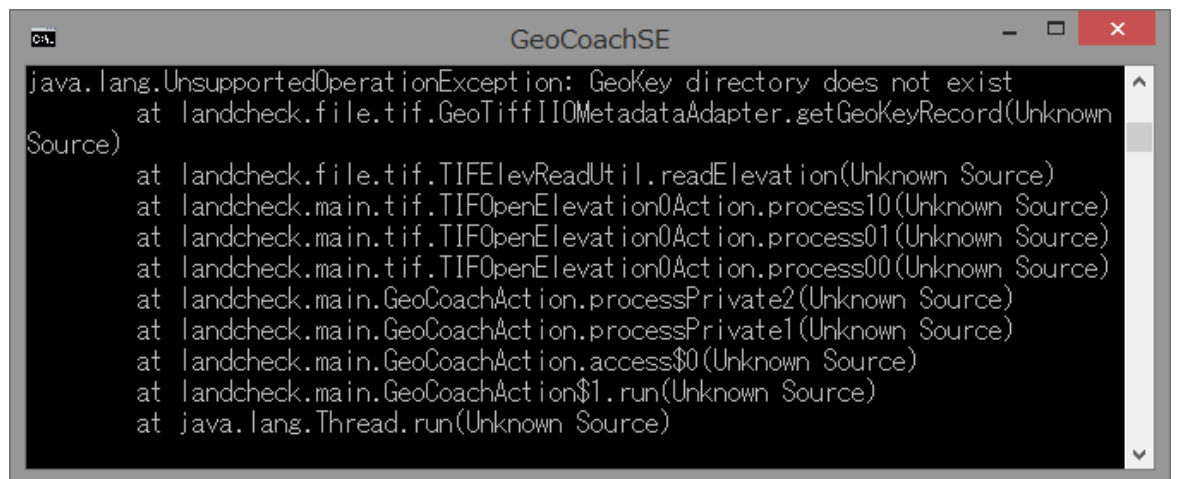 GeoCoachSE
java.lang.UnsupportedOperationException: GeoKey directory does not exist
at landcheck.file.tif.GeoTiffIIOMetadataAdapter.getGeoKeyRecord(Unknown
Source)
at landcheck.file.tif.TIFElevReadUtil.readElevation(Unknown Source)
at landcheck.main.tif.TIFOpenElevation0Action.process10(Unknown Source)
at landcheck.main.tif.TIFOpenElevation0Action.process01(Unknown Source)
at landcheck.main.tif.TIFOpenElevation0Action.process00(Unknown Source)
at landcheck.main.GeoCoachAction.processPrivate2(Unknown Source)
at landcheck.main.GeoCoachAction.processPrivate1(Unknown Source)
at landcheck.main.GeoCoachAction.access$0(Unknown Source)
at landcheck.main.GeoCoachAction$1.run(Unknown Source)
at java.lang.Thread.run(Unknown Source)